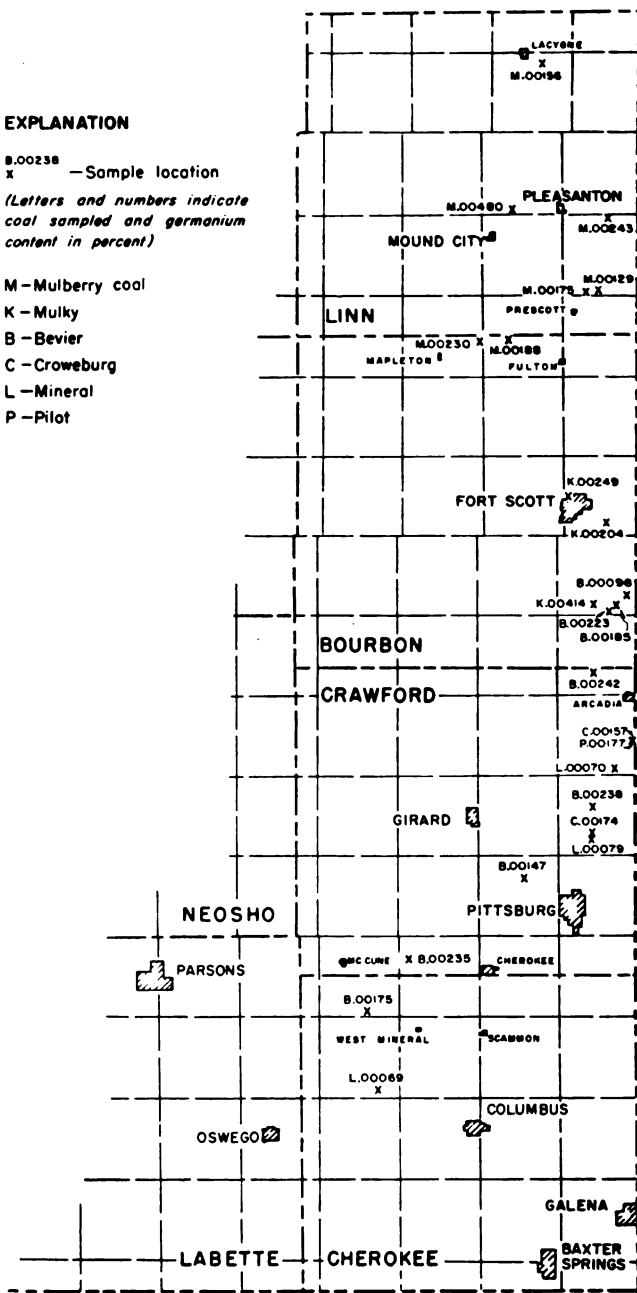 LACYGNE
M.00156
EXPLANATION
B.00238
x — Sample location
(Letters and numbers indicate
coal sampled and germanium
content in percent)
M — Mulberry coal
K — Mulky
B — Bevier
C — Croweburg
L — Mineral
P — Pilot
PLEASANTON
M.00480
M.00243
MOUND CITY
M.00129
M.00175
PRESCOTT
LINN
M.00230
M.00188
MAPLETON
FULTON
K.00249
FORT SCOTT
K.00204
B.00098
K.00414
B.00223
B.00185
BOURBON
B.00242
CRAWFORD
ARCADIA
C.00157
P.00177
L.00070
B.00238
GIRARD
C.00174
L.00079
B.00147
NEOSHO
PITTSBURG
MC CUNE
B.00235
CHEROKEE
PARSONS
B.00175
WEST MINERAL
SCAMMON
L.00069
COLUMBUS
OSWEGO
GALENA
LABETTE
CHEROKEE
BAXTER
SPRINGS